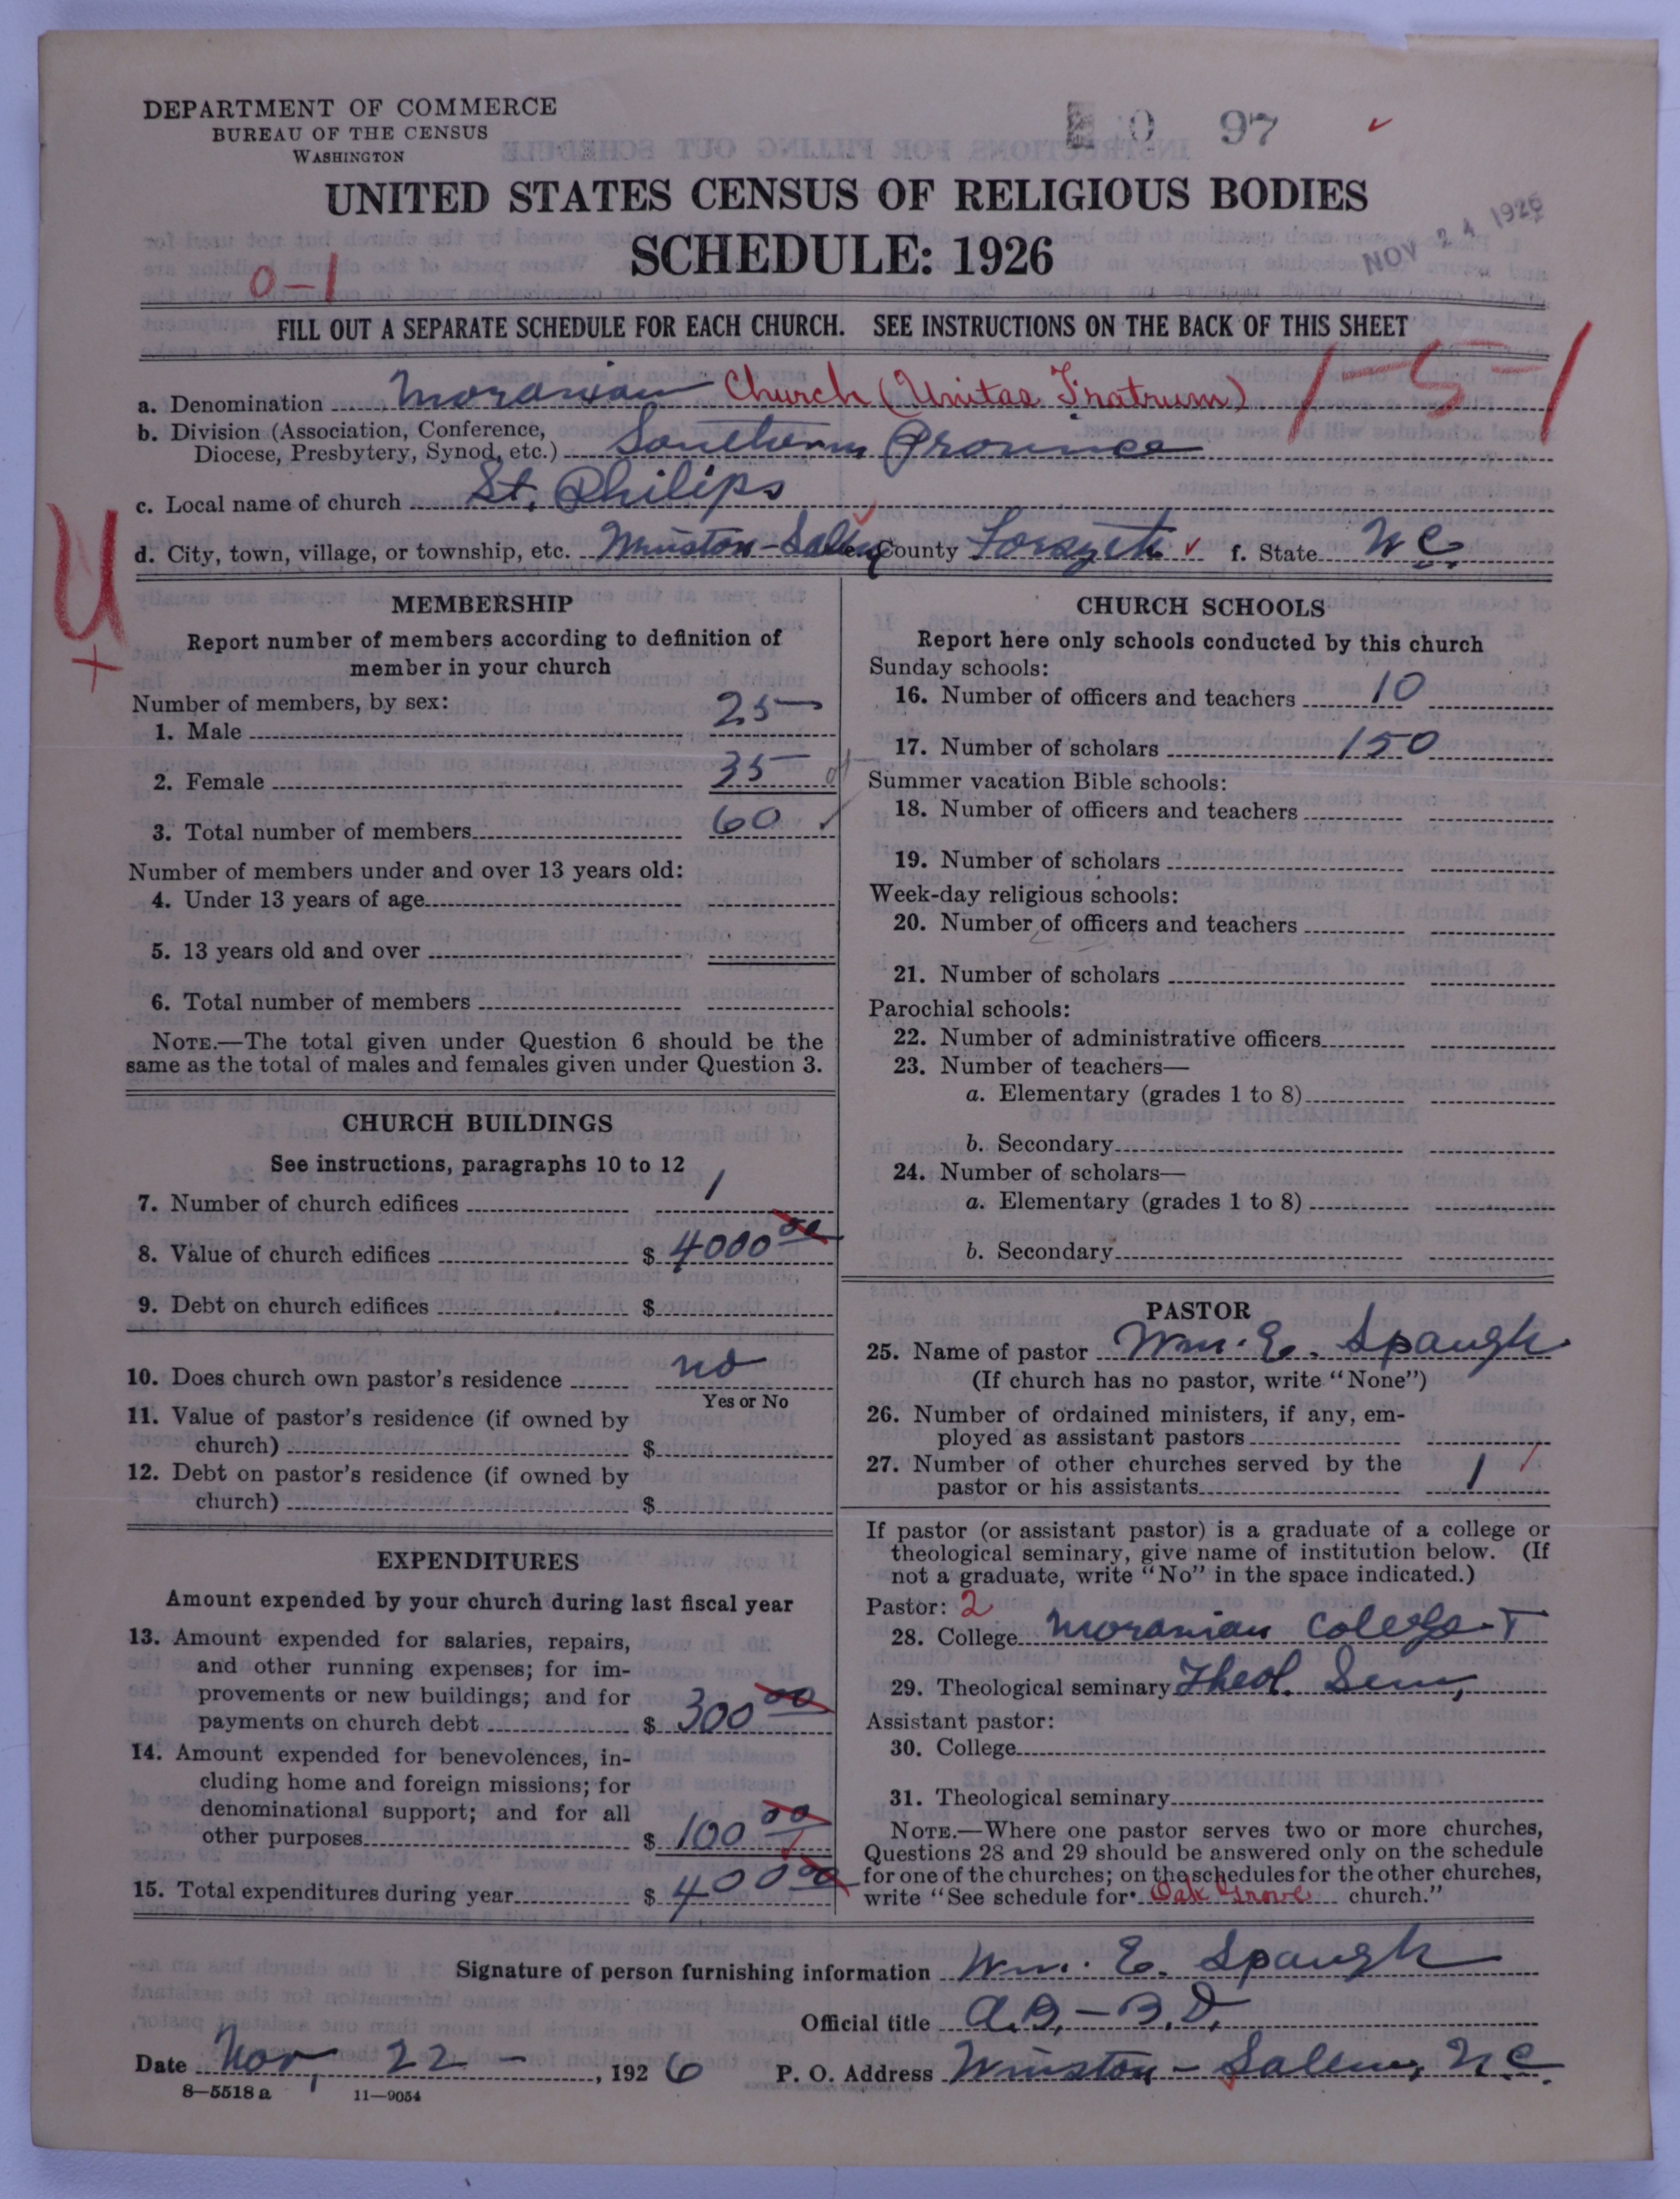 DEPARTMENT OF COMMERCE
BUREAU OF THE CENSUS
WASHINGTON
0 97
UNITED STATES CENSUS OF RELIGIOUS BODIES
SCHEDULE: 1926
NOV 24 1926
0-1
FILL OUT A SEPARATE SCHEDULE FOR EACH CHURCH. SEE INSTRUCTIONS ON THE BACK OF THIS SHEET
1-5-1
a. Denomination Moravian Church (Unitas Fratrum)
b. Division (Association, Conference,
Diocese, Presbytery, Synod, etc.) Southern Province
c. Local name of church St. Philips
d. City, town, village, or township, etc. Winston-Salem County Forsyth f. State N C.
U
+
MEMBERSHIP
Report number of members according to definition of
member in your church
Number of members, by sex:
1. Male 25
2. Female 35
3. Total number of members 60
Number of members under and over 13 years old:
4. Under 13 years of age
5. 13 years old and over
6. Total number of members
NOTE.—The total given under Question 6 should be the
same as the total of males and females given under Question 3.
CHURCH BUILDINGS
See instructions, paragraphs 10 to 12
7. Number of church edifices 1
8. Value of church edifices $ 4000 00
9. Debt on church edifices $
10. Does church own pastor's residence no
Yes or No
11. Value of pastor's residence (if owned by
church) $
12. Debt on pastor's residence (if owned by
church) $
EXPENDITURES
Amount expended by your church during last fiscal year
13. Amount expended for salaries, repairs,
and other running expenses; for im-
provements or new buildings; and for
payments on church debt $ 300 00
14. Amount expended for benevolences, in-
cluding home and foreign missions; for
denominational support; and for all
other purposes $ 100 00
15. Total expenditures during year $ 400 00
CHURCH SCHOOLS
Report here only schools conducted by this church
Sunday schools:
16. Number of officers and teachers 10
17. Number of scholars 150
Summer vacation Bible schools:
18. Number of officers and teachers
19. Number of scholars
Week-day religious schools:
20. Number of officers and teachers
21. Number of scholars
Parochial schools:
22. Number of administrative officers
23. Number of teachers—
a. Elementary (grades 1 to 8)
b. Secondary
24. Number of scholars—
a. Elementary (grades 1 to 8)
b. Secondary
PASTOR
25. Name of pastor Wm. E. Spaugh
(If church has no pastor, write "None")
26. Number of ordained ministers, if any, em-
ployed as assistant pastors
27. Number of other churches served by the
pastor or his assistants 1
If pastor (or assistant pastor) is a graduate of a college or
theological seminary, give name of institution below. (If
not a graduate, write "No" in the space indicated.)
Pastor: 2
28. College Moravian College T
29. Theological seminary Theol. Sem,
Assistant pastor:
30. College
31. Theological seminary
NOTE.—Where one pastor serves two or more churches,
Questions 28 and 29 should be answered only on the schedule
for one of the churches; on the schedules for the other churches,
write "See schedule for Oak Grove church."
Signature of person furnishing information Wm. E. Spaugh
Official title A.B.-B.D.
Date Nov, 22-, 1926 P. O. Address Winston-Salem, N.C.
8—5518 a 11—9054